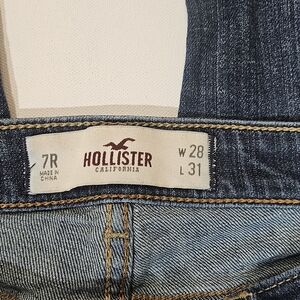 7R
MADE IN
CHINA
HOLLISTER
CALIFORNIA
W 28
L 31